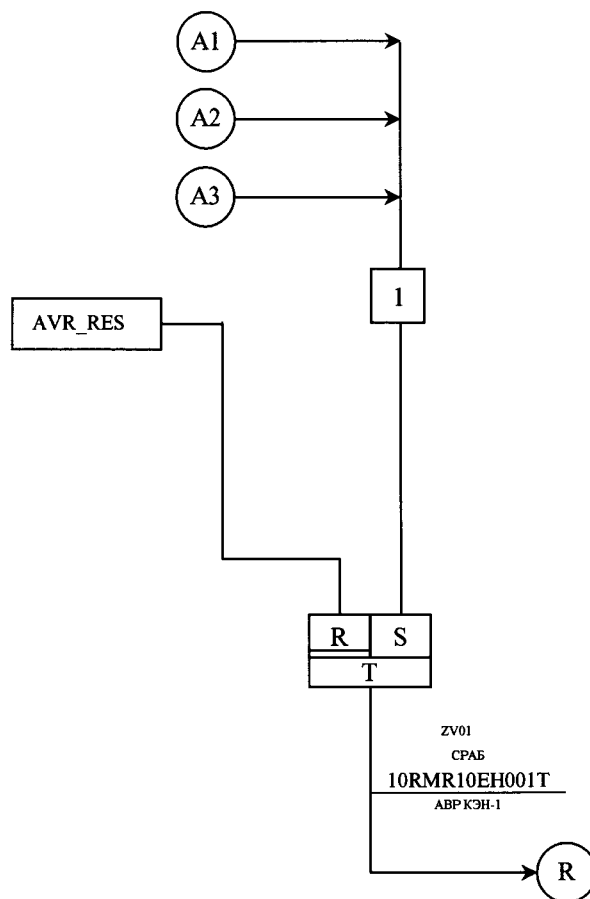 A1
A2
A3
1
AVR_RES
R S
T
ZV01
СРАБ
10RMR10EH001T
АВР КЭН-1
R